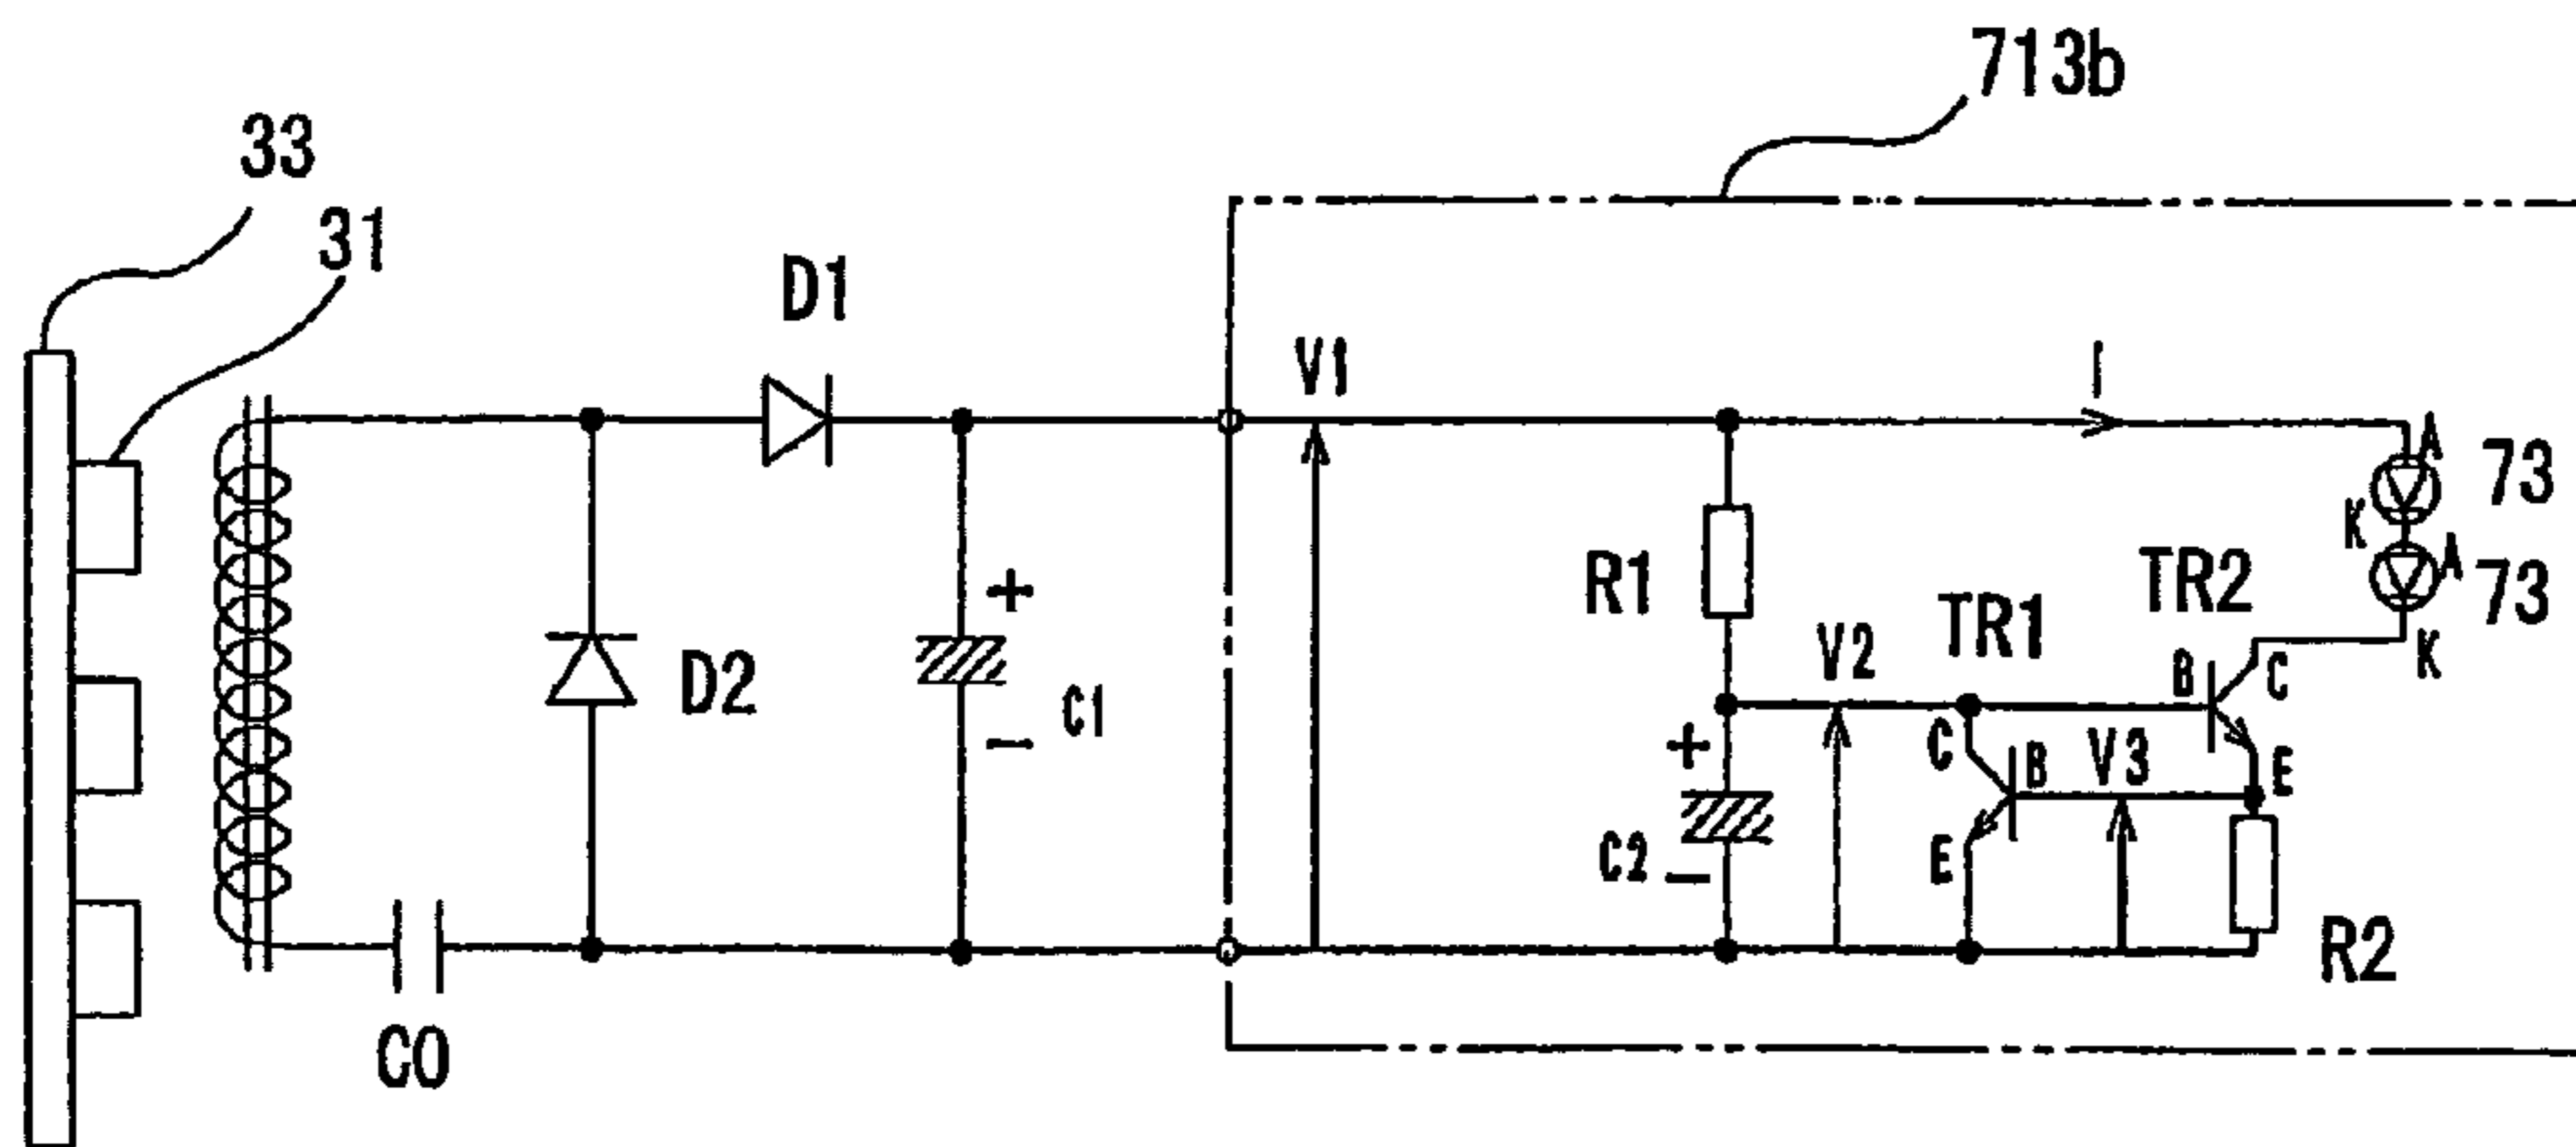 713b
33
31
D1
V1
I
A
73
K
A
73
K
R1
TR2
TR1
V2
B
C
D2
+
C1
−
+
C
B
V3
E
C2
−
E
R2
C0